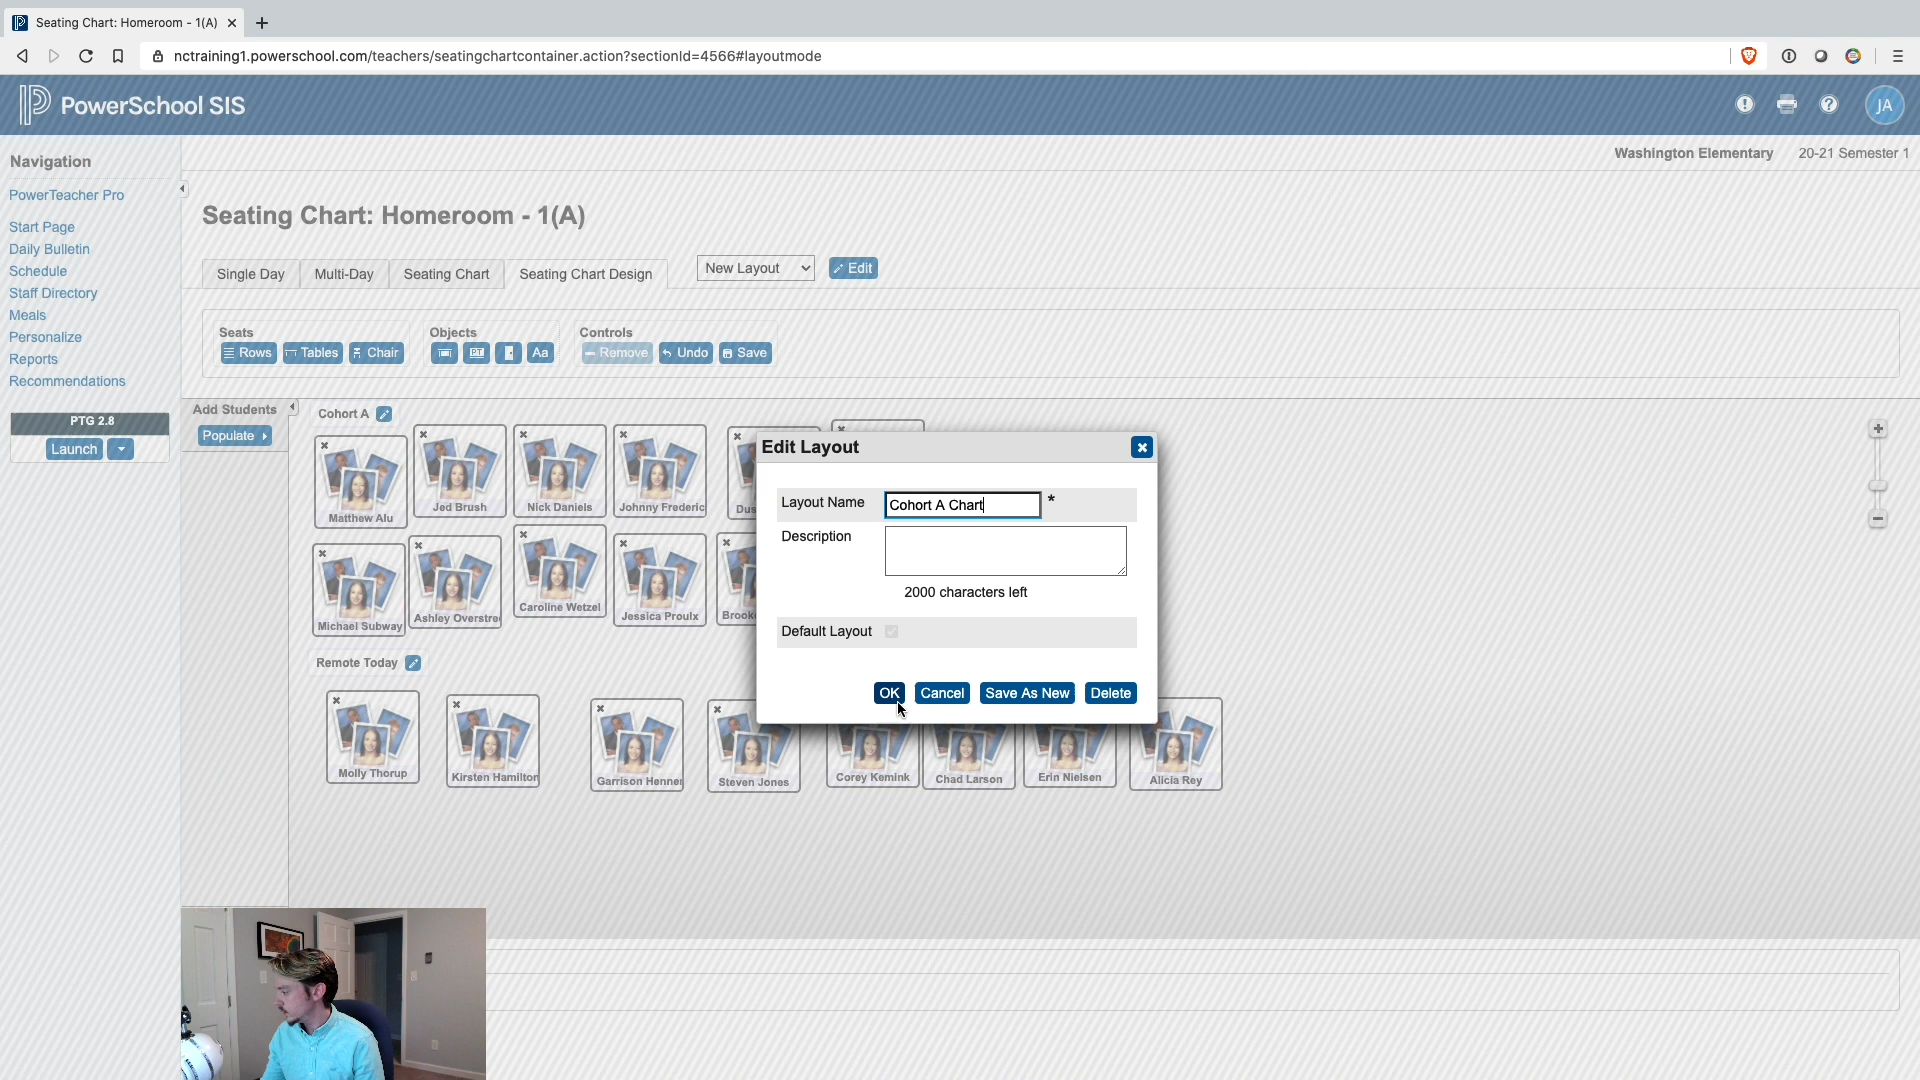 Seating Chart: Homeroom - 1(A)
nctraining1.powerschool.com/teachers/seatingchartcontainer.action?sectionId=4566#layoutmode
PowerSchool SIS
JA
Navigation
Washington Elementary 20-21 Semester 1
PowerTeacher Pro
Start Page
Daily Bulletin
Schedule
Staff Directory
Meals
Personalize
Reports
Recommendations
PTG 2.8
Launch
Seating Chart: Homeroom - 1(A)
Single Day Multi-Day Seating Chart Seating Chart Design New Layout Edit
Seats Objects Controls
Rows Tables Chair PT Aa Remove Undo Save
Add Students
Populate
Cohort A
Matthew Alu Jed Brush Nick Daniels Johnny Frederic Dus
Michael Subway Ashley Overstre Caroline Wetzel Jessica Proulx Brook
Remote Today
Molly Thorup Kirsten Hamilton Garrison Henner Steven Jones Corey Kemink Chad Larson Erin Nielsen Alicia Rey
Edit Layout
Layout Name Cohort A Chart *
Description
2000 characters left
Default Layout
OK Cancel Save As New Delete